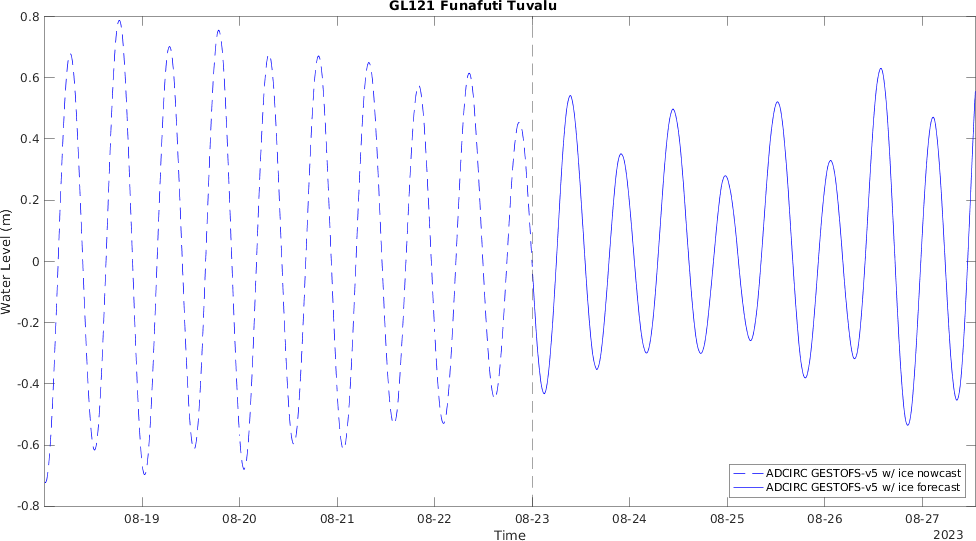 GL121 Funafuti Tuvalu
0.8
0.6
0.4
0.2
0
-0.2
-0.4
-0.6
-0.8
Water Level (m)
ADCIRC GESTOFS-v5 w/ ice nowcast
ADCIRC GESTOFS-v5 w/ ice forecast
08-19 08-20 08-21 08-22 08-23 08-24 08-25 08-26 08-27
Time
2023